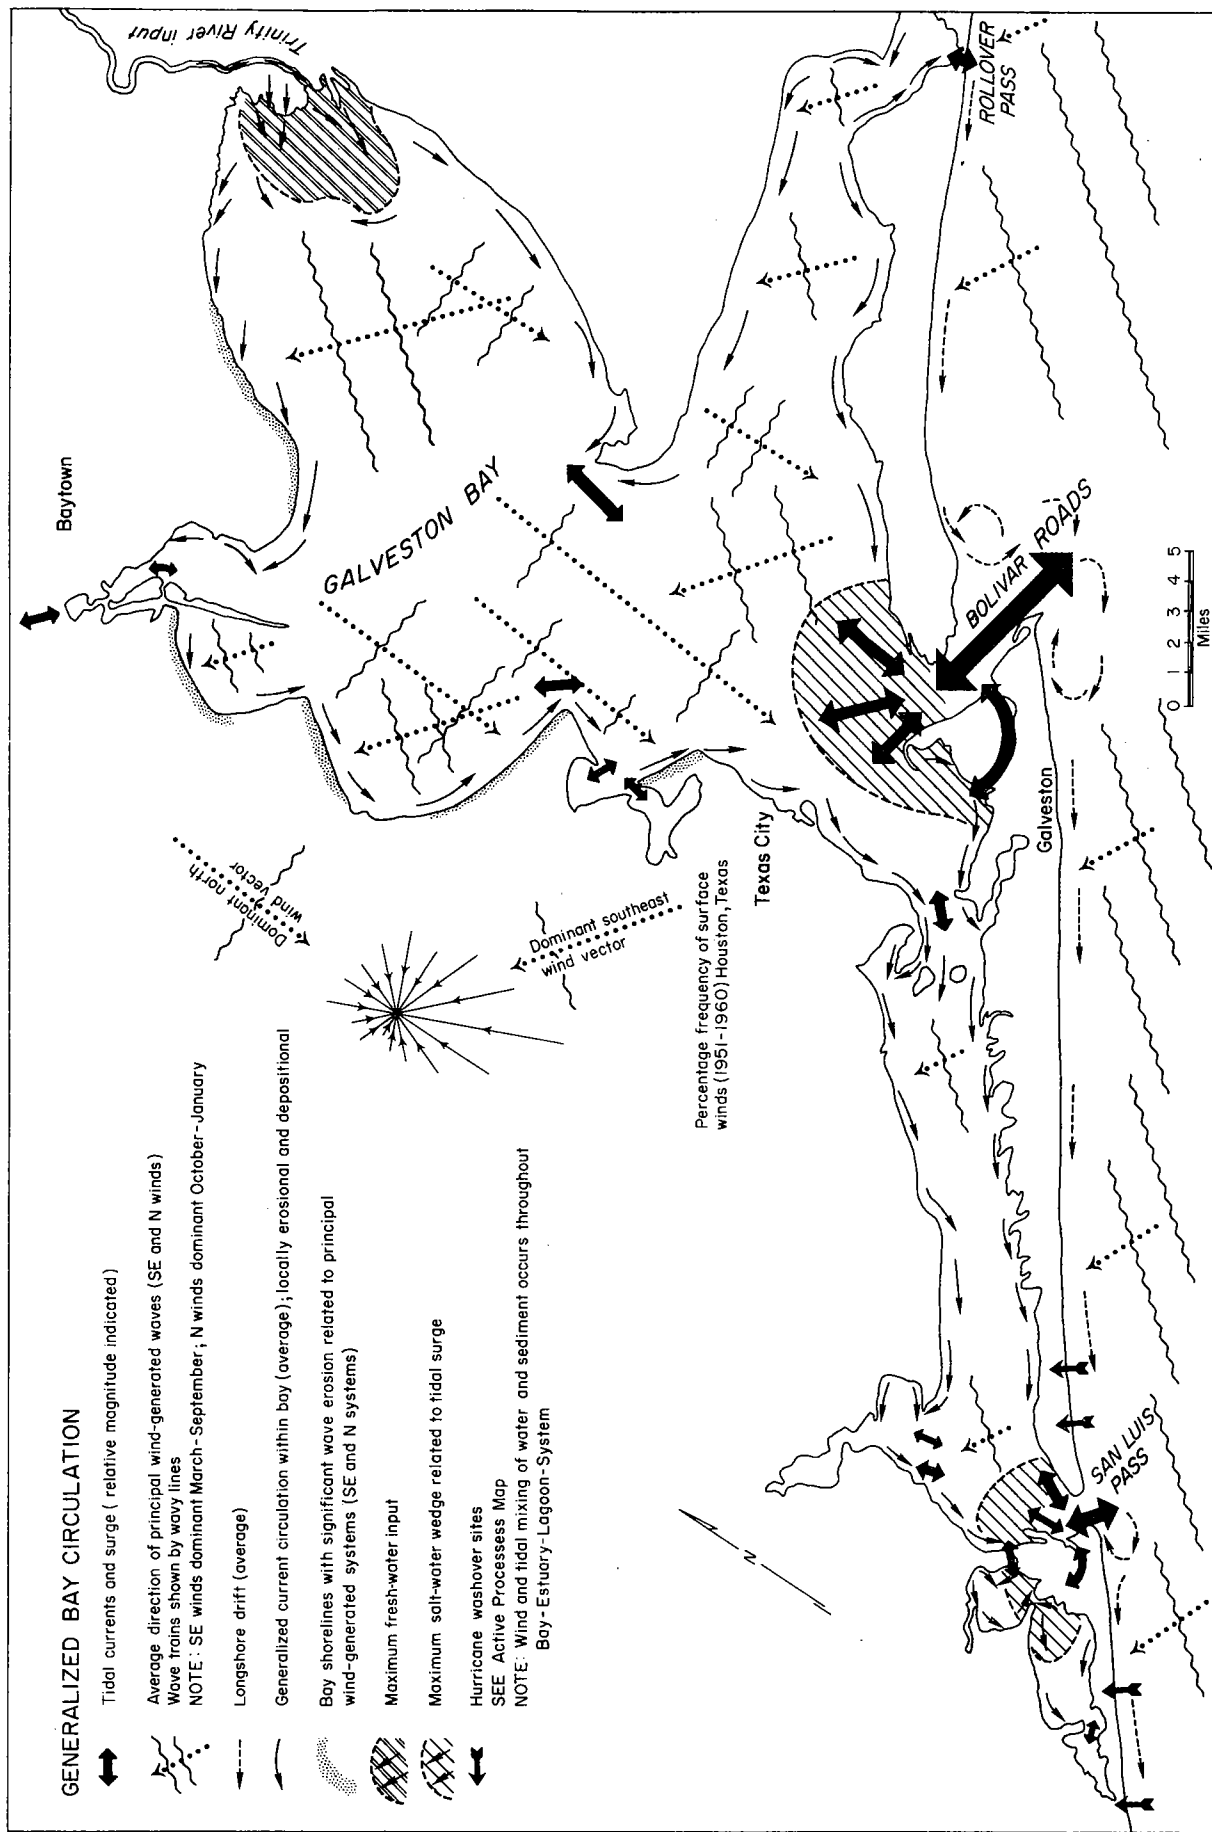 GENERALIZED BAY CIRCULATION
Tidal currents and surge (relative magnitude indicated)
Average direction of principal wind-generated waves (SE and N winds)
Wave trains shown by wavy lines
NOTE: SE winds dominant March-September; N winds dominant October-January
Longshore drift (average)
Generalized current circulation within bay (average); locally erosional and depositional
Bay shorelines with significant wave erosion related to principal
wind-generated systems (SE and N systems)
Maximum fresh-water input
Maximum salt-water wedge related to tidal surge
Hurricane washover sites
SEE Active Processess Map
NOTE: Wind and tidal mixing of water and sediment occurs throughout
Bay-Estuary-Lagoon-System
Dominant north
wind vector
Dominant southeast
wind vector
Percentage frequency of surface
winds (1951-1960) Houston, Texas
Baytown
Trinity River input
GALVESTON BAY
Texas City
Galveston
BOLIVAR ROADS
ROLLOVER
PASS
SAN LUIS
PASS
N
0 1 2 3 4 5
Miles